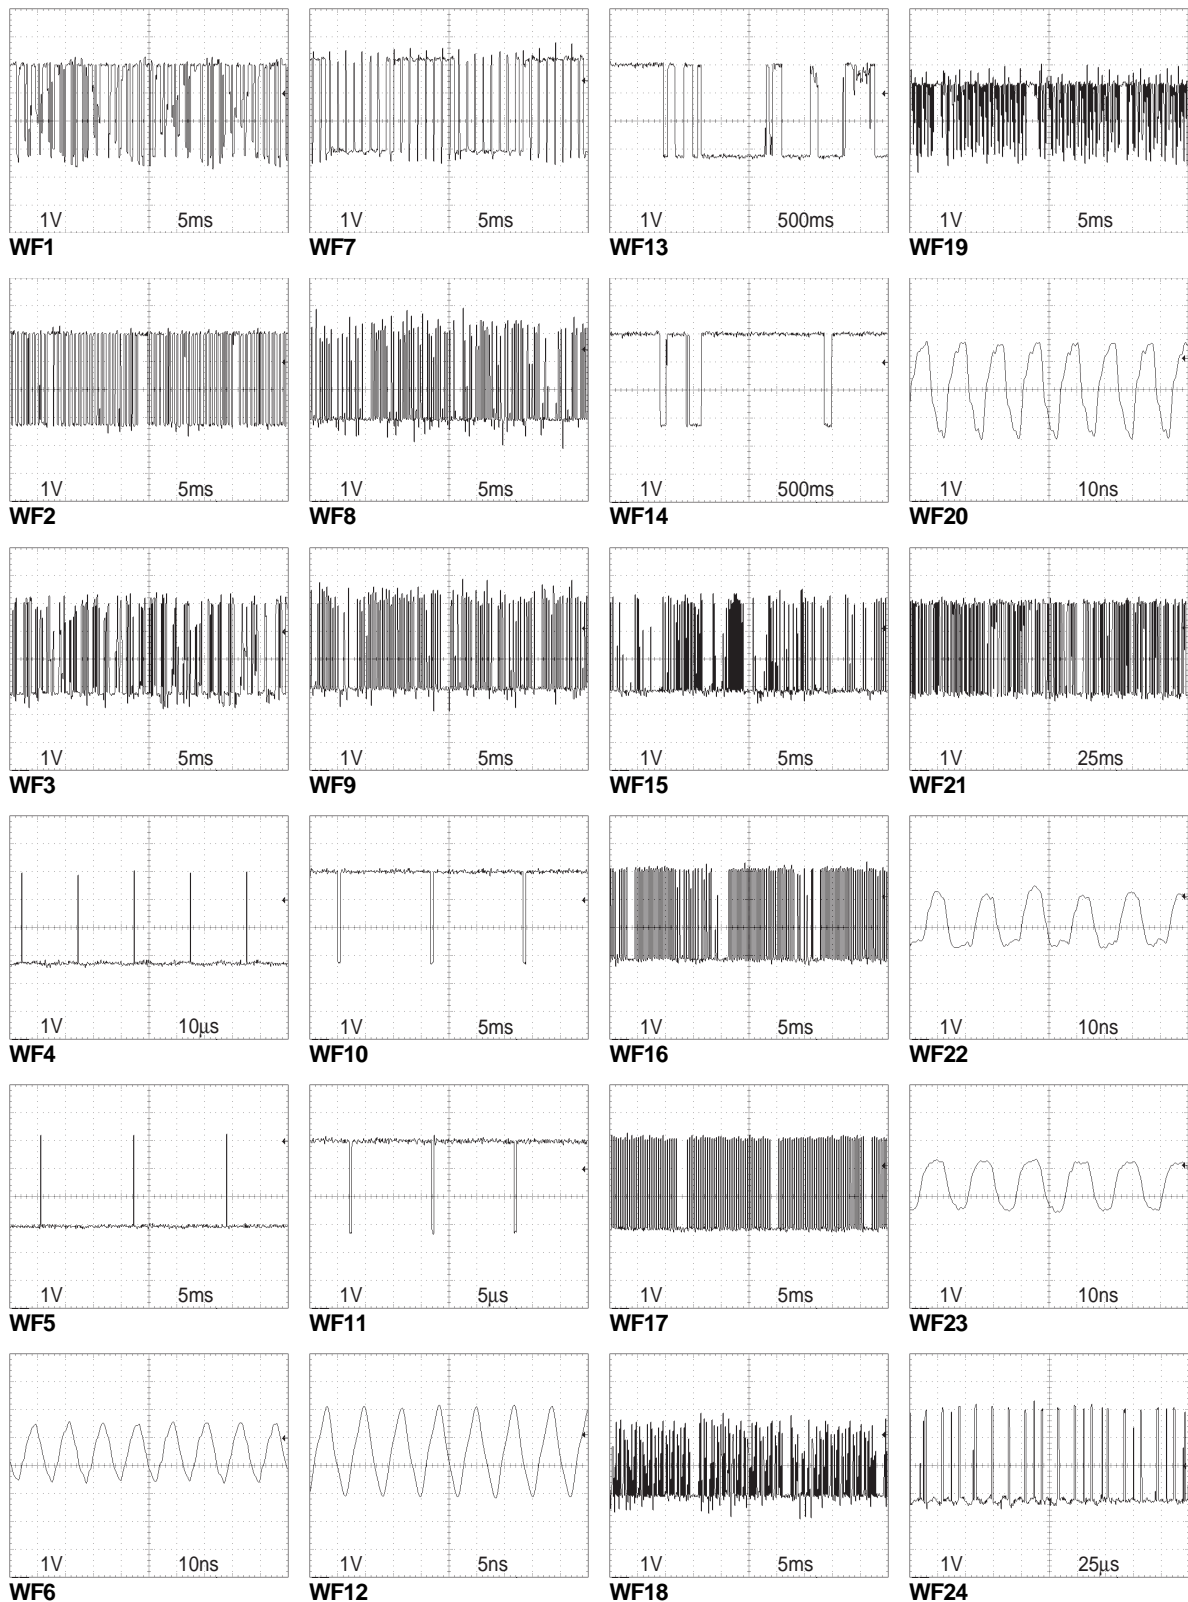 1V 5ms
WF1
1V 5ms
WF7
1V 500ms
WF13
1V 5ms
WF19
1V 5ms
WF2
1V 5ms
WF8
1V 500ms
WF14
1V 10ns
WF20
1V 5ms
WF3
1V 5ms
WF9
1V 5ms
WF15
1V 25ms
WF21
1V 10µs
WF4
1V 5ms
WF10
1V 5ms
WF16
1V 10ns
WF22
1V 5ms
WF5
1V 5µs
WF11
1V 5ms
WF17
1V 10ns
WF23
1V 10ns
WF6
1V 5ns
WF12
1V 5ms
WF18
1V 25µs
WF24